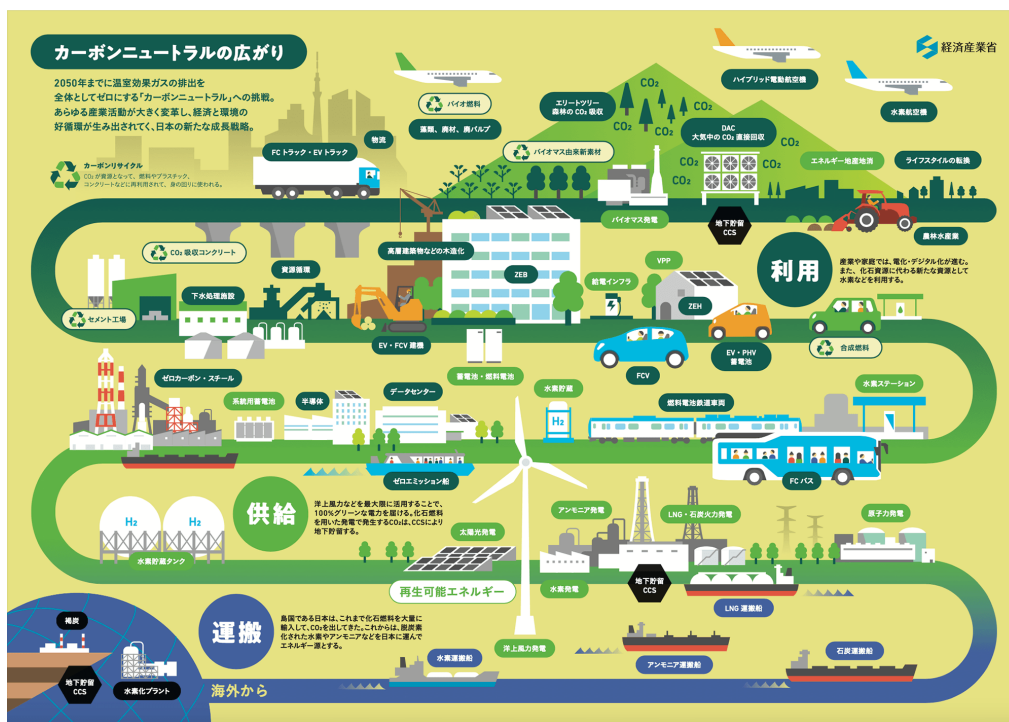 カーボンニュートラルの広がり
経済産業省
2050年までに温室効果ガスの排出を
全体としてゼロにする「カーボンニュートラル」への挑戦。
あらゆる産業活動が大きく変革し、経済と環境の
好循環が生み出されてく、日本の新たな成長戦略。
カーボンリサイクル
CO₂が資源となって、燃料やプラスチック、
コンクリートなどに再利用されて、身の回りに使われる。
物流
FCトラック・EVトラック
バイオ燃料
藻類、廃材、廃パルプ
エリートツリー
森林のCO₂吸収
CO₂
CO₂
CO₂
CO₂
CO₂
CO₂
CO₂
CO₂
ハイブリッド電動航空機
水素航空機
DAC
大気中のCO₂直接回収
バイオマス由来新素材
バイオマス発電
地下貯留
CCS
エネルギー地産地消
ライフスタイルの転換
農林水産業
CO₂吸収コンクリート
資源循環
高層建築物などの木造化
ZEB
給電インフラ
VPP
ZEH
利用
産業や家庭では、電化・デジタル化が進む。
また、化石資源に代わる新たな資源として
水素などを利用する。
セメント工場
下水処理施設
EV・FCV 建機
蓄電池・燃料電池
FCV
EV・PHV
蓄電池
合成燃料
ゼロカーボン・スチール
系統用蓄電池
半導体
データセンター
水素貯蔵
H₂
燃料電池鉄道車両
水素ステーション
ゼロエミッション船
FCバス
供給
洋上風力などを最大限に活用することで、
100%グリーンな電力を届ける。化石燃料
を用いた発電で発生するCO₂は、CCSにより
地下貯留する。
H₂
H₂
水素貯蔵タンク
太陽光発電
再生可能エネルギー
アンモニア発電
LNG・石炭火力発電
原子力発電
水素発電
地下貯留
CCS
LNG 運搬船
洋上風力発電
運搬
島国である日本は、これまで化石燃料を大量に
輸入して、CO₂を出してきた。これからは、脱炭素
化された水素やアンモニアなどを日本に運んで
エネルギー源とする。
褐炭
地下貯留
CCS
水素化プラント
海外から
水素運搬船
アンモニア運搬船
石炭運搬船